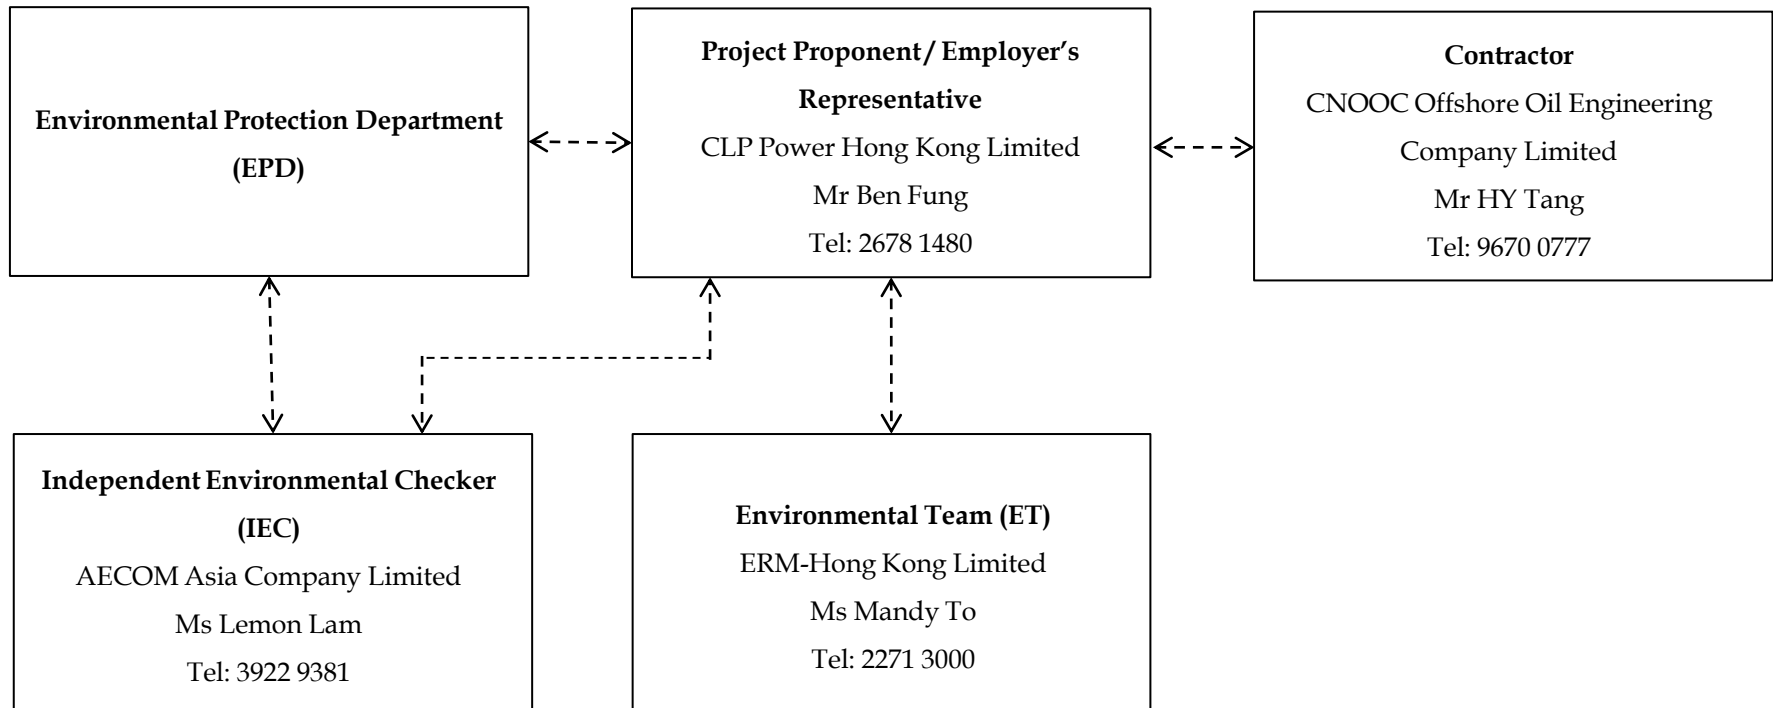 Environmental Protection Department
(EPD)
Project Proponent/ Employer’s
Representative
CLP Power Hong Kong Limited
Mr Ben Fung
Tel: 2678 1480
Contractor
CNOOC Offshore Oil Engineering
Company Limited
Mr HY Tang
Tel: 9670 0777
Independent Environmental Checker
(IEC)
AECOM Asia Company Limited
Ms Lemon Lam
Tel: 3922 9381
Environmental Team (ET)
ERM-Hong Kong Limited
Ms Mandy To
Tel: 2271 3000